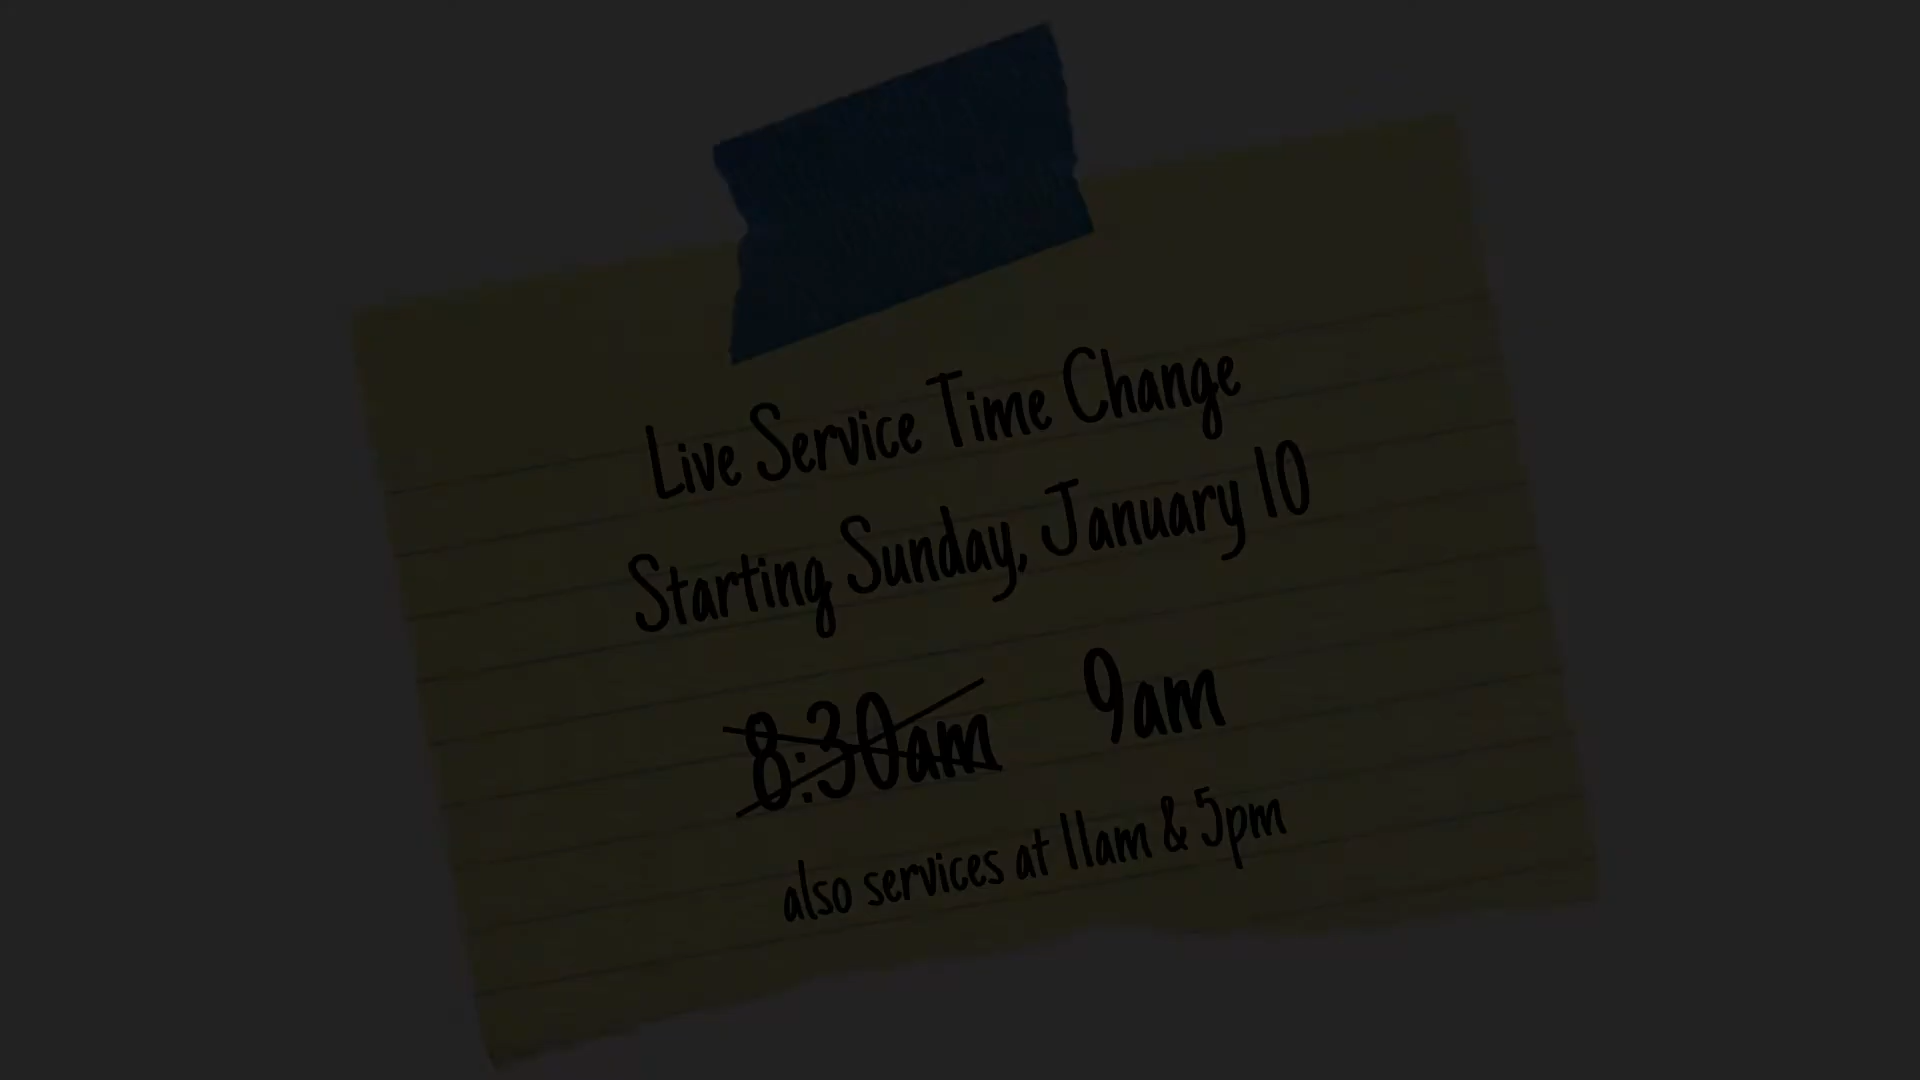 Live Service Time Change
Starting Sunday, January 10
8:30am 9am
also services at 11am & 5pm